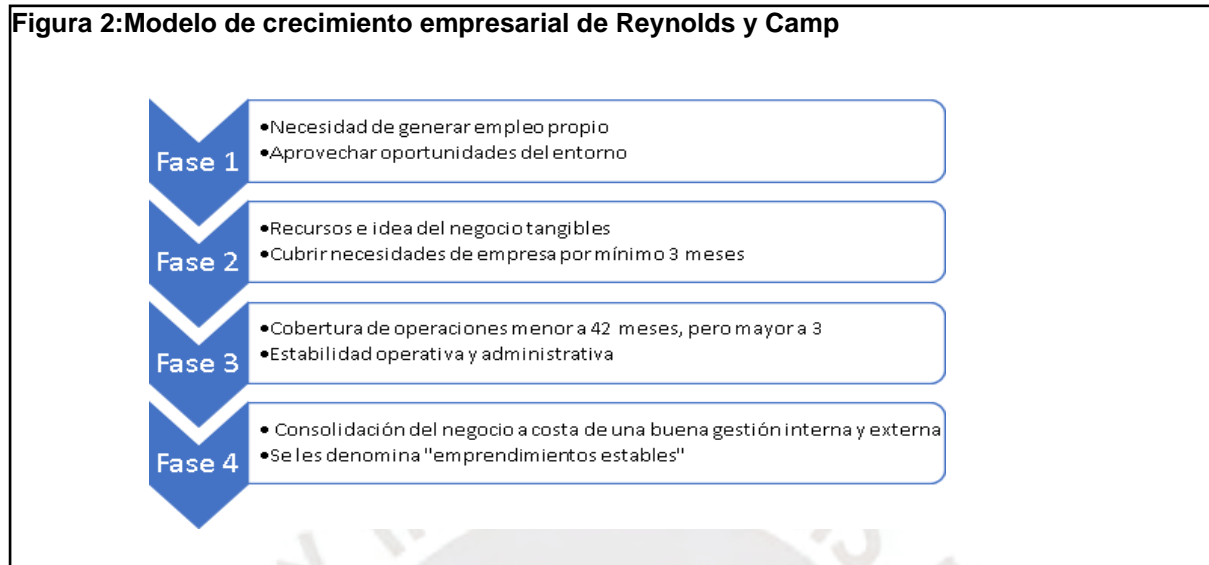 Figura 2:Modelo de crecimiento empresarial de Reynolds y Camp
Fase 1
•Necesidad de generar empleo propio
•Aprovechar oportunidades del entorno
Fase 2
•Recursos e idea del negocio tangibles
•Cubrir necesidades de empresa por mínimo 3 meses
Fase 3
•Cobertura de operaciones menor a 42 meses, pero mayor a 3
•Estabilidad operativa y administrativa
Fase 4
• Consolidación del negocio a costa de una buena gestión interna y externa
•Se les denomina "emprendimientos estables"